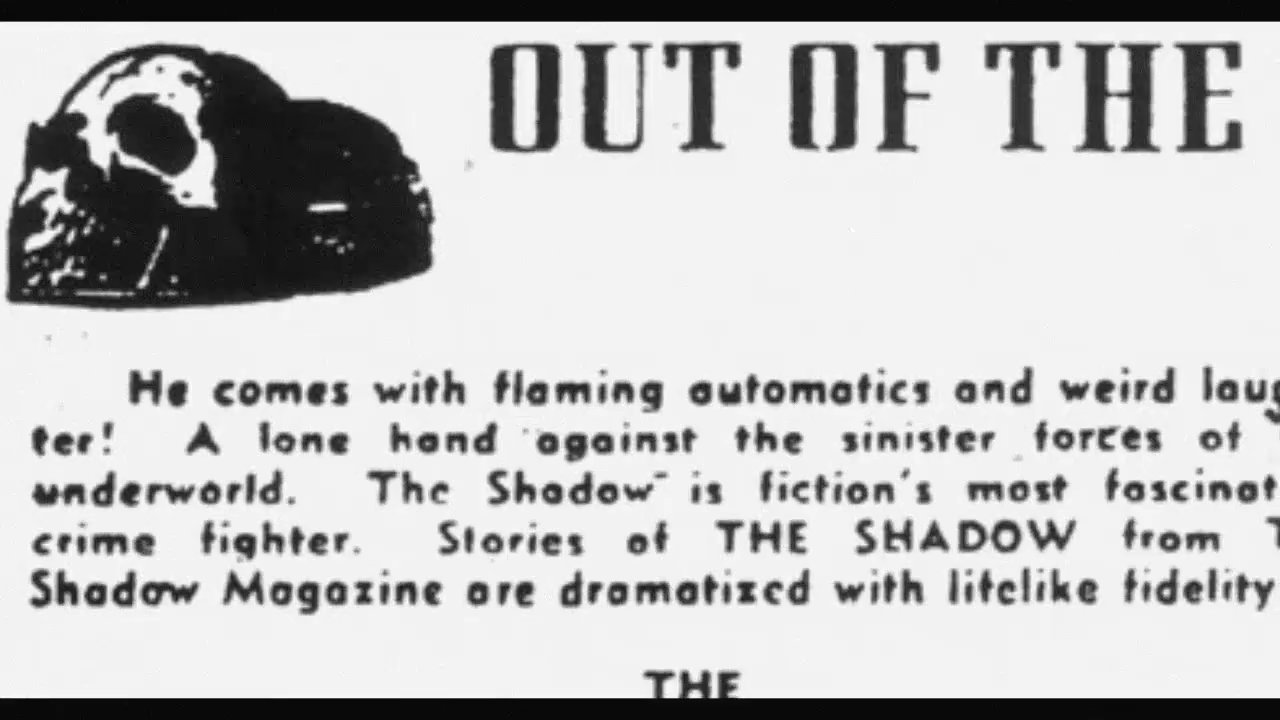 OUT OF THE
He comes with flaming automatics and weird laug
ter! A lone hand against the sinister forces of
underworld. The Shadow is fiction's most fascinat
crime fighter. Stories of THE SHADOW from T
Shadow Magazine are dramatized with lifelike fidelity
THE